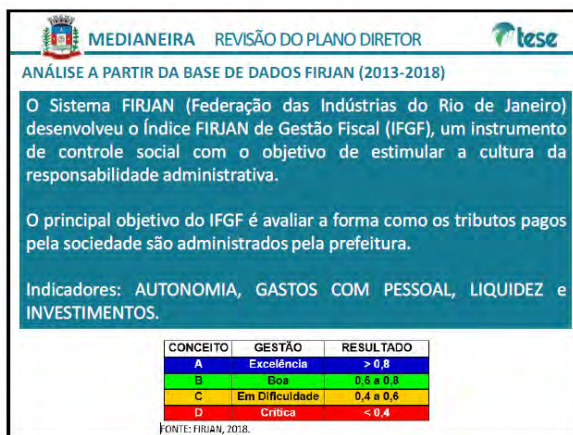 MEDIANEIRA REVISÃO DO PLANO DIRETOR
tese
ANÁLISE A PARTIR DA BASE DE DADOS FIRJAN (2013-2018)
O Sistema FIRJAN (Federação das Indústrias do Rio de Janeiro)
desenvolveu o Índice FIRJAN de Gestão Fiscal (IFGF), um instrumento
de controle social com o objetivo de estimular a cultura da
responsabilidade administrativa.
O principal objetivo do IFGF é avaliar a forma como os tributos pagos
pela sociedade são administrados pela prefeitura.
Indicadores: AUTONOMIA, GASTOS COM PESSOAL, LIQUIDEZ e
INVESTIMENTOS.
CONCEITO GESTÃO RESULTADO
A Excelência > 0,8
B Boa 0,6 a 0,8
C Em Dificuldade 0,4 a 0,6
D Crítica < 0,4
FONTE: FIRJAN, 2018.